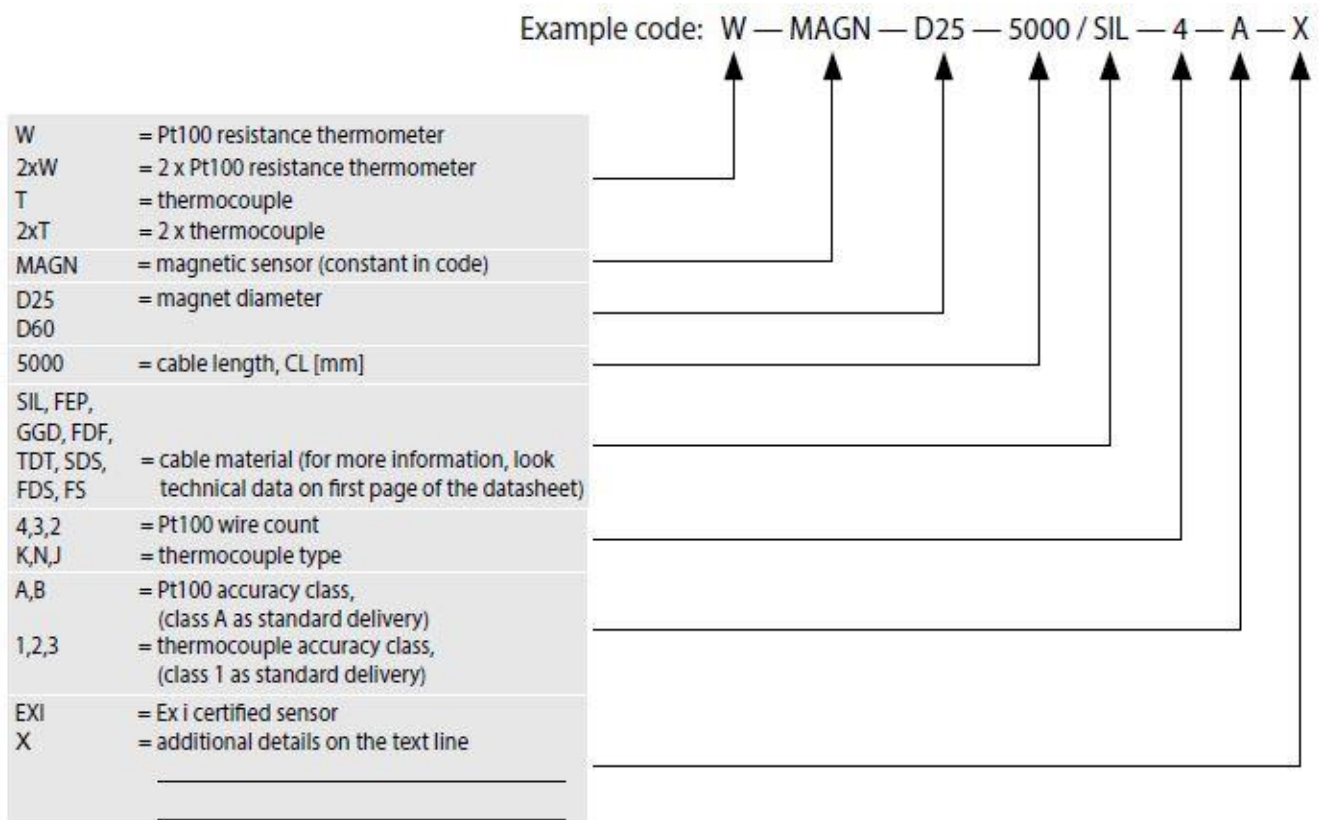 Example code: W — MAGN — D25 — 5000 / SIL — 4 — A — X
W = Pt100 resistance thermometer
2xW = 2 x Pt100 resistance thermometer
T = thermocouple
2xT = 2 x thermocouple
MAGN = magnetic sensor (constant in code)
D25 = magnet diameter
D60
5000 = cable length, CL [mm]
SIL, FEP,
GGD, FDF,
TDT, SDS, = cable material (for more information, look
FDS, FS technical data on first page of the datasheet)
4,3,2 = Pt100 wire count
K,N,J = thermocouple type
A,B = Pt100 accuracy class,
(class A as standard delivery)
1,2,3 = thermocouple accuracy class,
(class 1 as standard delivery)
EXI = Ex i certified sensor
X = additional details on the text line